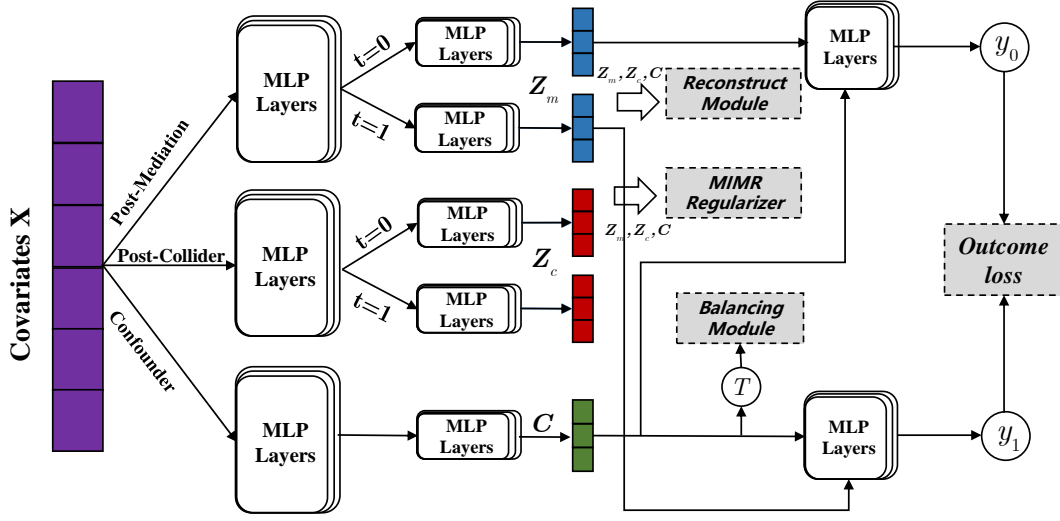 Covariates X
Post-Mediation
Post-Collider
Confounder
MLP
Layers
t=0
t=1
MLP
Layers
MLP
Layers
Z_m
Z_m, Z_c, C
Reconstruct
Module
MLP
Layers
y_0
MLP
Layers
t=0
t=1
MLP
Layers
MLP
Layers
Z_c
Z_m, Z_c, C
MIMR
Regularizer
Outcome
loss
Balancing
Module
T
MLP
Layers
MLP
Layers
C
MLP
Layers
y_1